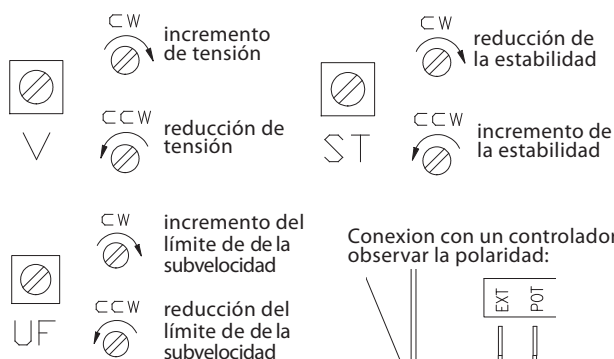 CW
incremento
de tensión
V
CCW
reducción de
tensión
CW
reducción de
la estabilidad
ST
CCW
incremento de
la estabilidad
CW
incremento del
límite de de la
subvelocidad
UF
CCW
reducción del
límite de de la
subvelocidad
Conexion con un controlador
observar la polaridad:
EXT
POT